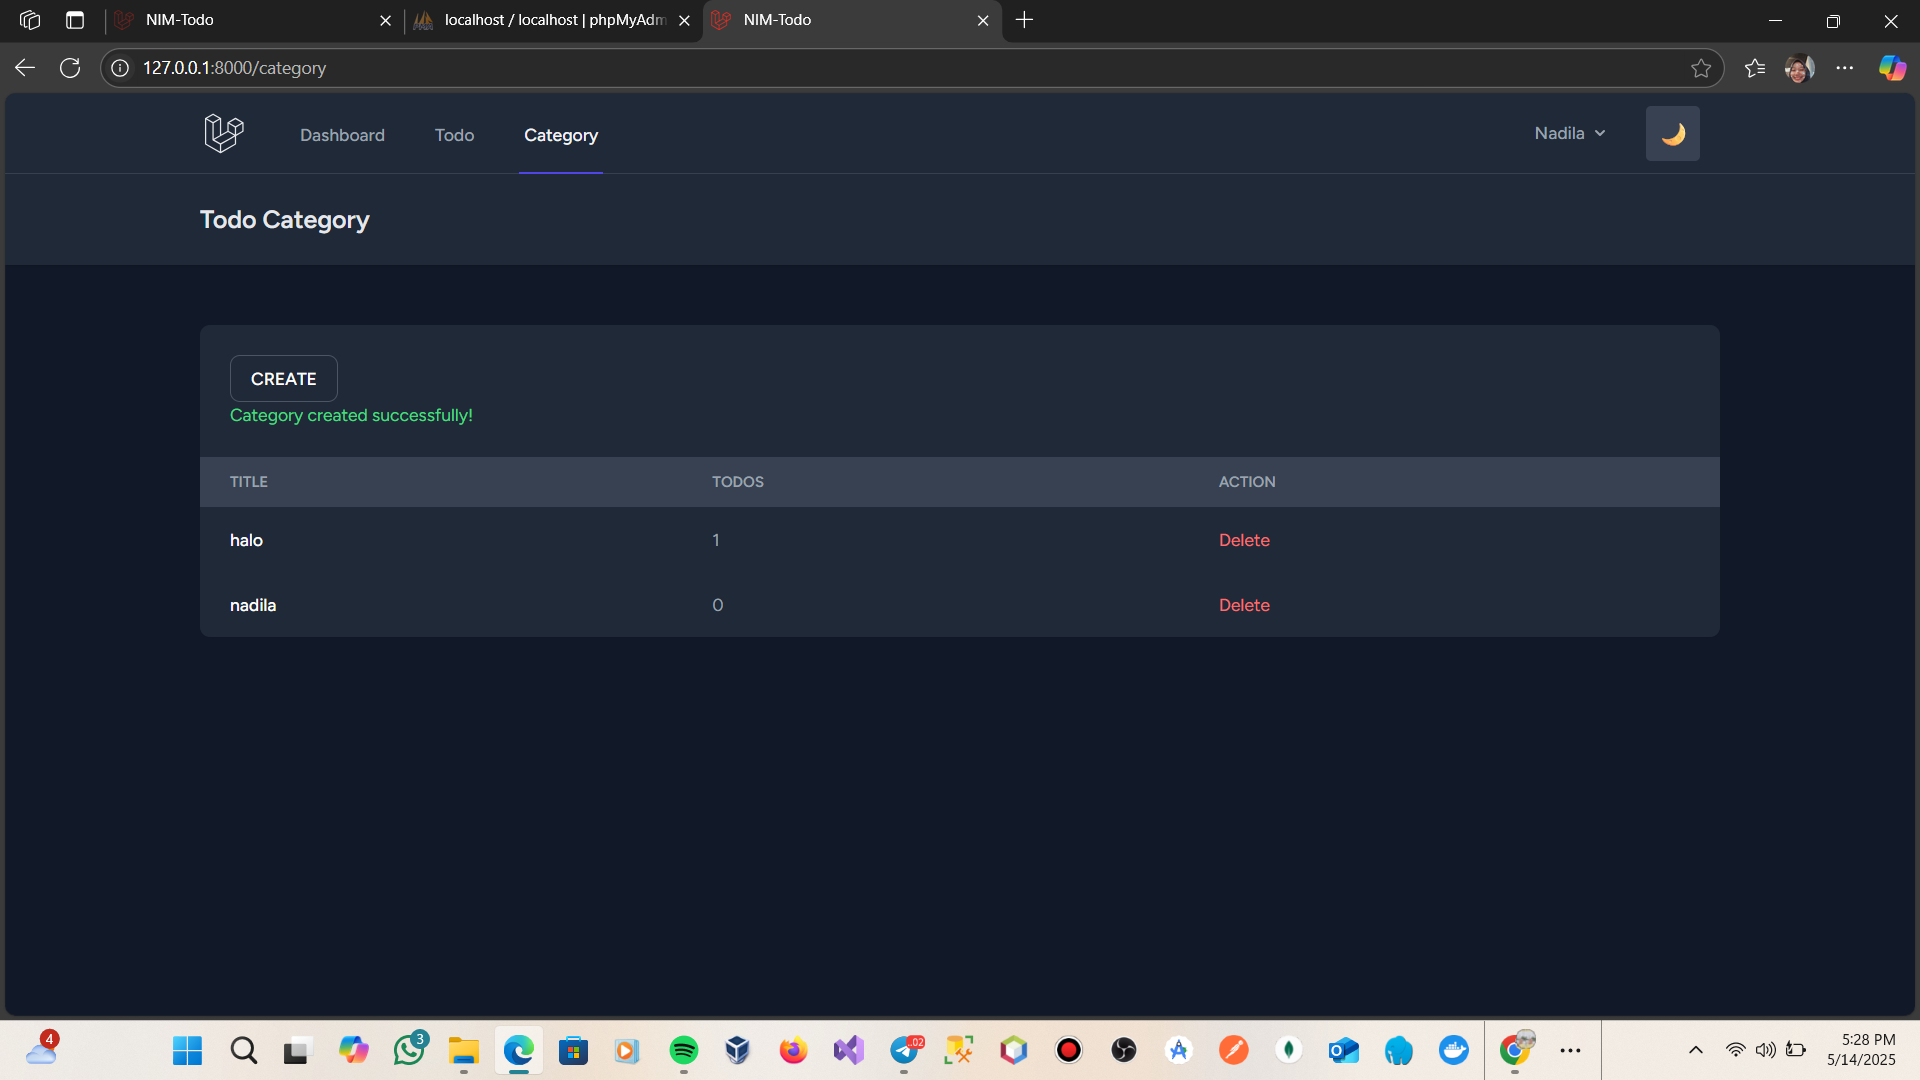 NIM-Todo
localhost / localhost | phpMyAdm
NIM-Todo
127.0.0.1:8000/category
Dashboard
Todo
Category
Nadila
Todo Category
CREATE
Category created successfully!
TITLE TODOS ACTION
halo 1 Delete
nadila 0 Delete
4
3
.02
5:28 PM
5/14/2025